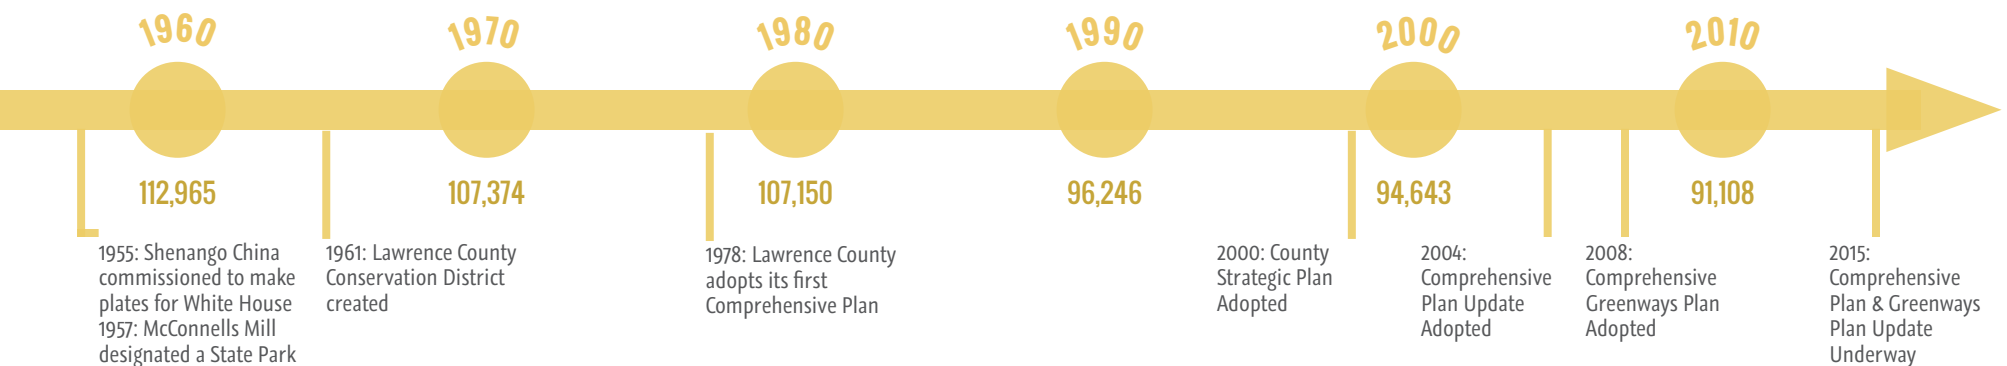 1960
1970
1980
1990
2000
2010
112,965
107,374
107,150
96,246
94,643
91,108
1955: Shenango China
commissioned to make
plates for White House
1957: McConnells Mill
designated a State Park
1961: Lawrence County
Conservation District
created
1978: Lawrence County
adopts its first
Comprehensive Plan
2000: County
Strategic Plan
Adopted
2004:
Comprehensive
Plan Update
Adopted
2008:
Comprehensive
Greenways Plan
Adopted
2015:
Comprehensive
Plan & Greenways
Plan Update
Underway